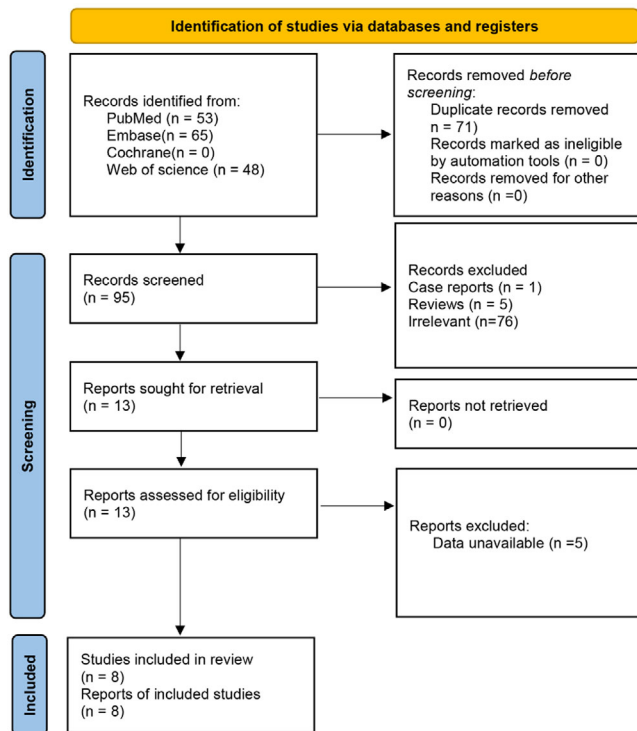 Identification of studies via databases and registers
Identification
Records identified from:
PubMed (n = 53)
Embase(n = 65)
Cochrane(n = 0)
Web of science (n = 48)
Records removed before
screening:
Duplicate records removed
n = 71)
Records marked as ineligible
by automation tools (n = 0)
Records removed for other
reasons (n =0)
Screening
Records screened
(n = 95)
Records excluded
Case reports (n = 1)
Reviews (n = 5)
Irrelevant (n=76)
Reports sought for retrieval
(n = 13)
Reports not retrieved
(n = 0)
Reports assessed for eligibility
(n = 13)
Reports excluded:
Data unavailable (n =5)
Included
Studies included in review
(n = 8)
Reports of included studies
(n = 8)